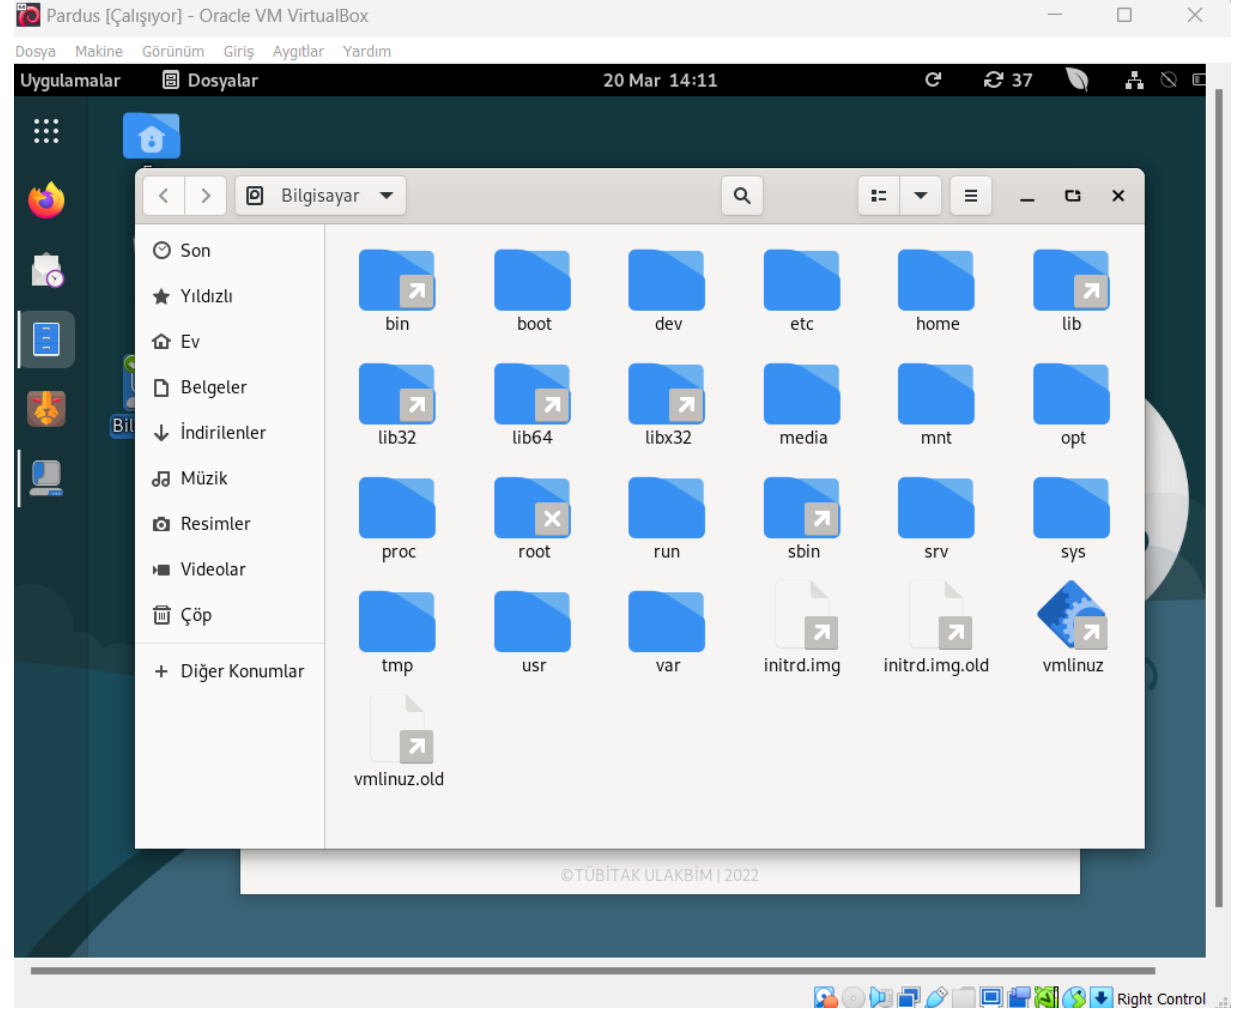 Pardus [Çalışıyor] - Oracle VM VirtualBox
Dosya Makine Görünüm Giriş Aygıtlar Yardım
Uygulamalar Dosyalar 20 Mar 14:11 37
Bilgisayar
Son
Yıldızlı
Ev
Belgeler
İndirilenler
Müzik
Resimler
Videolar
Çöp
+ Diğer Konumlar
bin boot dev etc home lib
lib32 lib64 libx32 media mnt opt
proc root run sbin srv sys
tmp usr var initrd.img initrd.img.old vmlinuz
vmlinuz.old
©TÜBİTAK ULAKBİM | 2022
Right Control